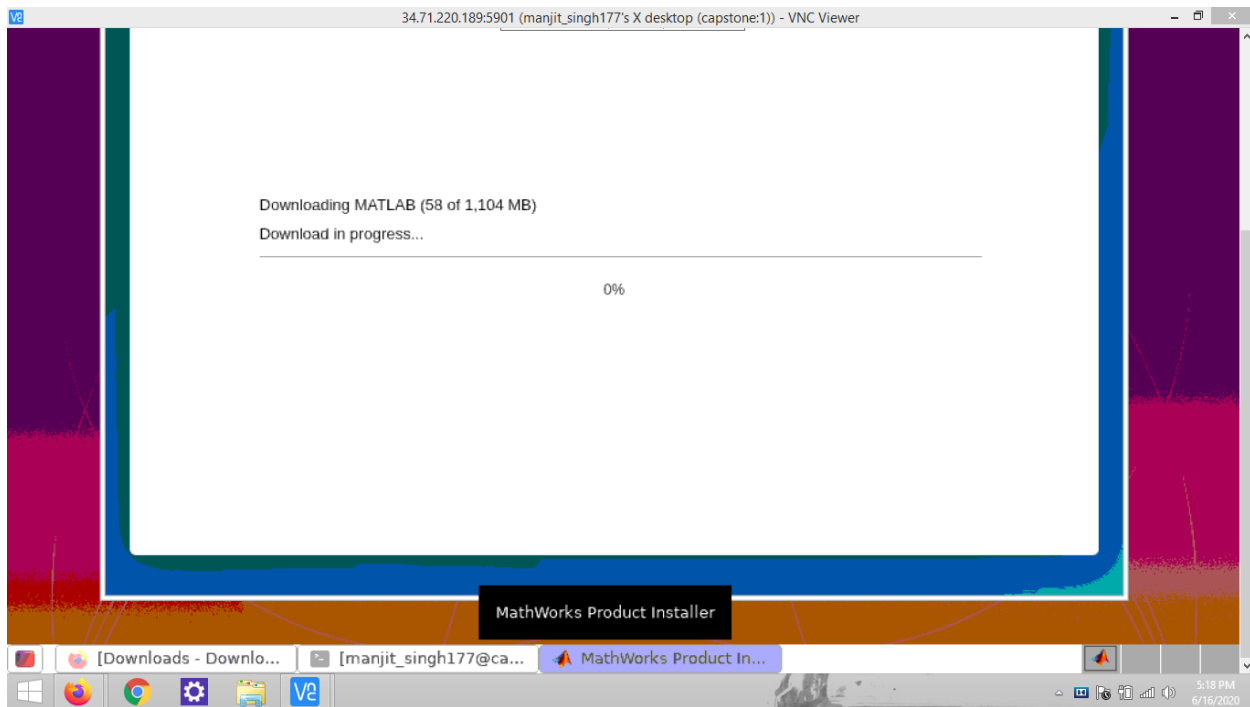 34.71.220.189:5901 (manjit_singh177's X desktop (capstone:1)) - VNC Viewer
Downloading MATLAB (58 of 1,104 MB)
Download in progress...
0%
MathWorks Product Installer
[Downloads - Downlo... [manjit_singh177@ca... MathWorks Product In...
5:18 PM
6/16/2020